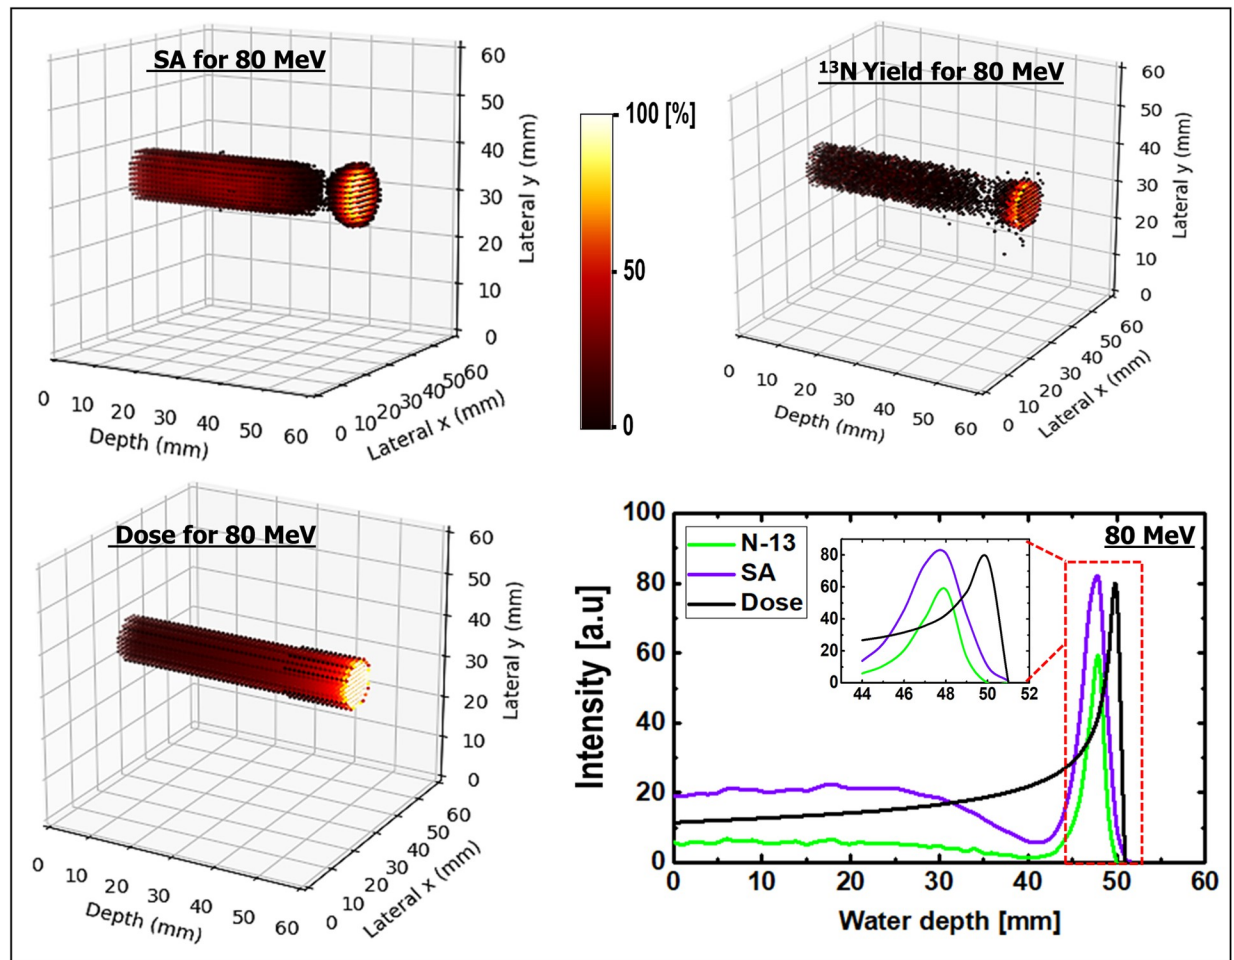 SA for 80 MeV
60
50
40
30
20
10
0
Lateral y (mm)
0 10 20 30 40 50 60
Depth (mm)
0 10 20 30 40 50 60
Lateral x (mm)
100 [%]
50
0
¹³N Yield for 80 MeV
60
50
40
30
20
10
0
Lateral y (mm)
0 10 20 30 40 50 60
Depth (mm)
0 10 20 30 40 50 60
Lateral x (mm)
Dose for 80 MeV
60
50
40
30
20
10
0
Lateral y (mm)
0 10 20 30 40 50 60
Depth (mm)
0 10 20 30 40 50 60
Lateral x (mm)
100
80
60
40
20
0
Intensity [a.u]
N-13
SA
Dose
80
60
40
20
0
44 46 48 50 52
80 MeV
0 10 20 30 40 50 60
Water depth [mm]